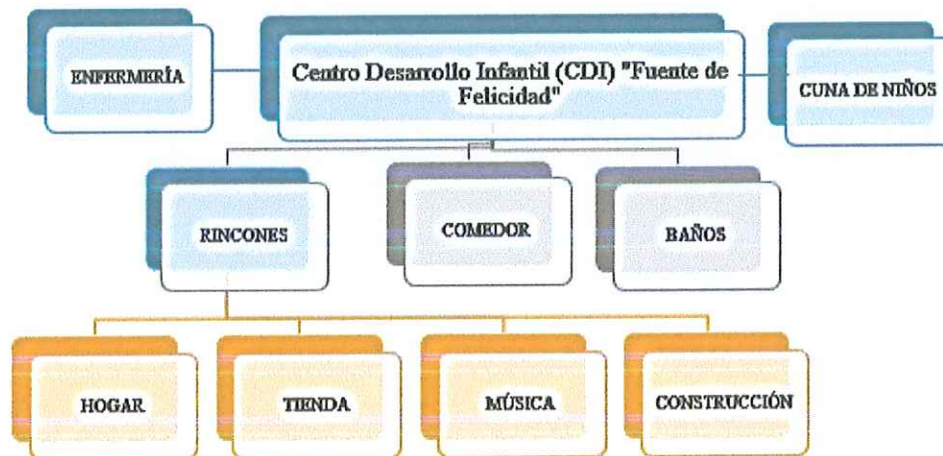 ENFERMERÍA
Centro Desarrollo Infantil (CDI) "Fuente de
Felicidad"
CUNA DE NIÑOS
RINCONES
COMEDOR
BAÑOS
HOGAR
TIENDA
MÚSICA
CONSTRUCCIÓN